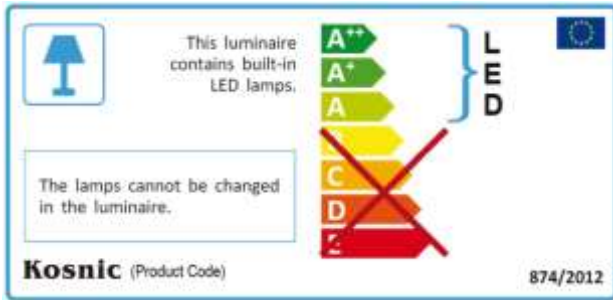 This luminaire
contains built-in
LED lamps.
A++
A+
A
B
C
D
E
L
E
D
The lamps cannot be changed
in the luminaire.
Kosnic (Product Code)
874/2012